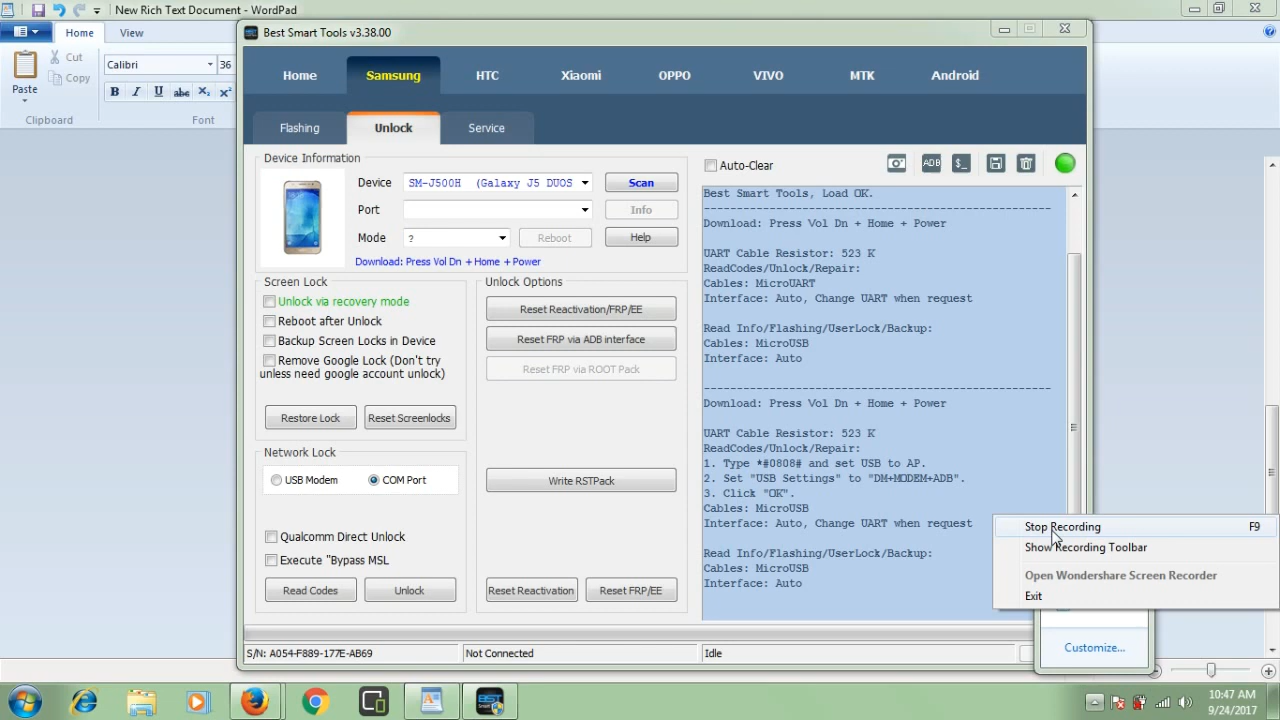 New Rich Text Document - WordPad
Home
View
Cut
Copy
Paste
Clipboard
Calibri
36
B
I
U
abc
X₂
X²
Font
Best Smart Tools v3.38.00
Home
Samsung
HTC
Xiaomi
OPPO
VIVO
MTK
Android
Flashing
Unlock
Service
Device Information
Device
SM-J500H (Galaxy J5 DUOS
Scan
Port
Info
Mode
?
Reboot
Help
Download: Press Vol Dn + Home + Power
Screen Lock
Unlock via recovery mode
Reboot after Unlock
Backup Screen Locks in Device
Remove Google Lock (Don't try
unless need google account unlock)
Restore Lock
Reset Screenlocks
Network Lock
USB Modem
COM Port
Qualcomm Direct Unlock
Execute "Bypass MSL
Read Codes
Unlock
Unlock Options
Reset Reactivation/FRP/EE
Reset FRP via ADB interface
Reset FRP via ROOT Pack
Write RSTPack
Reset Reactivation
Reset FRP/EE
Auto-Clear
ADB
$_
Best Smart Tools, Load OK.
----------------------------------------------------
Download: Press Vol Dn + Home + Power
UART Cable Resistor: 523 K
ReadCodes/Unlock/Repair:
Cables: MicroUART
Interface: Auto, Change UART when request
Read Info/Flashing/UserLock/Backup:
Cables: MicroUSB
Interface: Auto
----------------------------------------------------
Download: Press Vol Dn + Home + Power
UART Cable Resistor: 523 K
ReadCodes/Unlock/Repair:
1. Type *#0808# and set USB to AP.
2. Set "USB Settings" to "DM+MODEM+ADB".
3. Click "OK".
Cables: MicroUSB
Interface: Auto, Change UART when request
Read Info/Flashing/UserLock/Backup:
Cables: MicroUSB
Interface: Auto
Stop Recording F9
Show Recording Toolbar
Open Wondershare Screen Recorder
Exit
Customize...
S/N: A054-F889-177E-AB69
Not Connected
Idle
BST
10:47 AM
9/24/2017